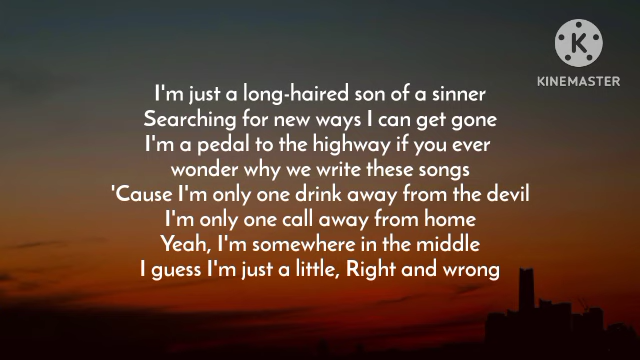 K
KINEMASTER
I'm just a long-haired son of a sinner
Searching for new ways I can get gone
I'm a pedal to the highway if you ever
wonder why we write these songs
'Cause I'm only one drink away from the devil
I'm only one call away from home
Yeah, I'm somewhere in the middle
I guess I'm just a little, Right and wrong